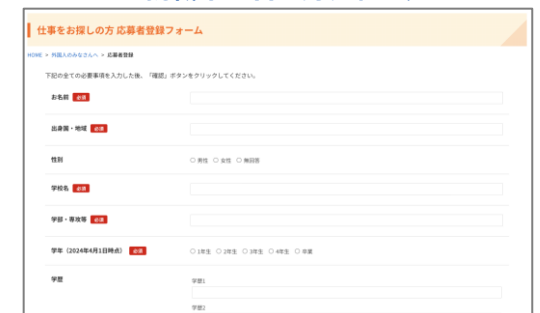 仕事をお探しの方 応募者登録フォーム
HOME > 外国人のみなさんへ > 応募者登録
下記の全ての必要事項を入力した後、「確認」ボタンをクリックしてください。
お名前 必須
出身国・地域 必須
性別 ○ 男性 ○ 女性 ○ 無回答
学校名 必須
学部・専攻等 必須
学年（2024年4月1日時点） 必須 ○ 1年生 ○ 2年生 ○ 3年生 ○ 4年生 ○ 卒業
学歴 学歴1
学歴2